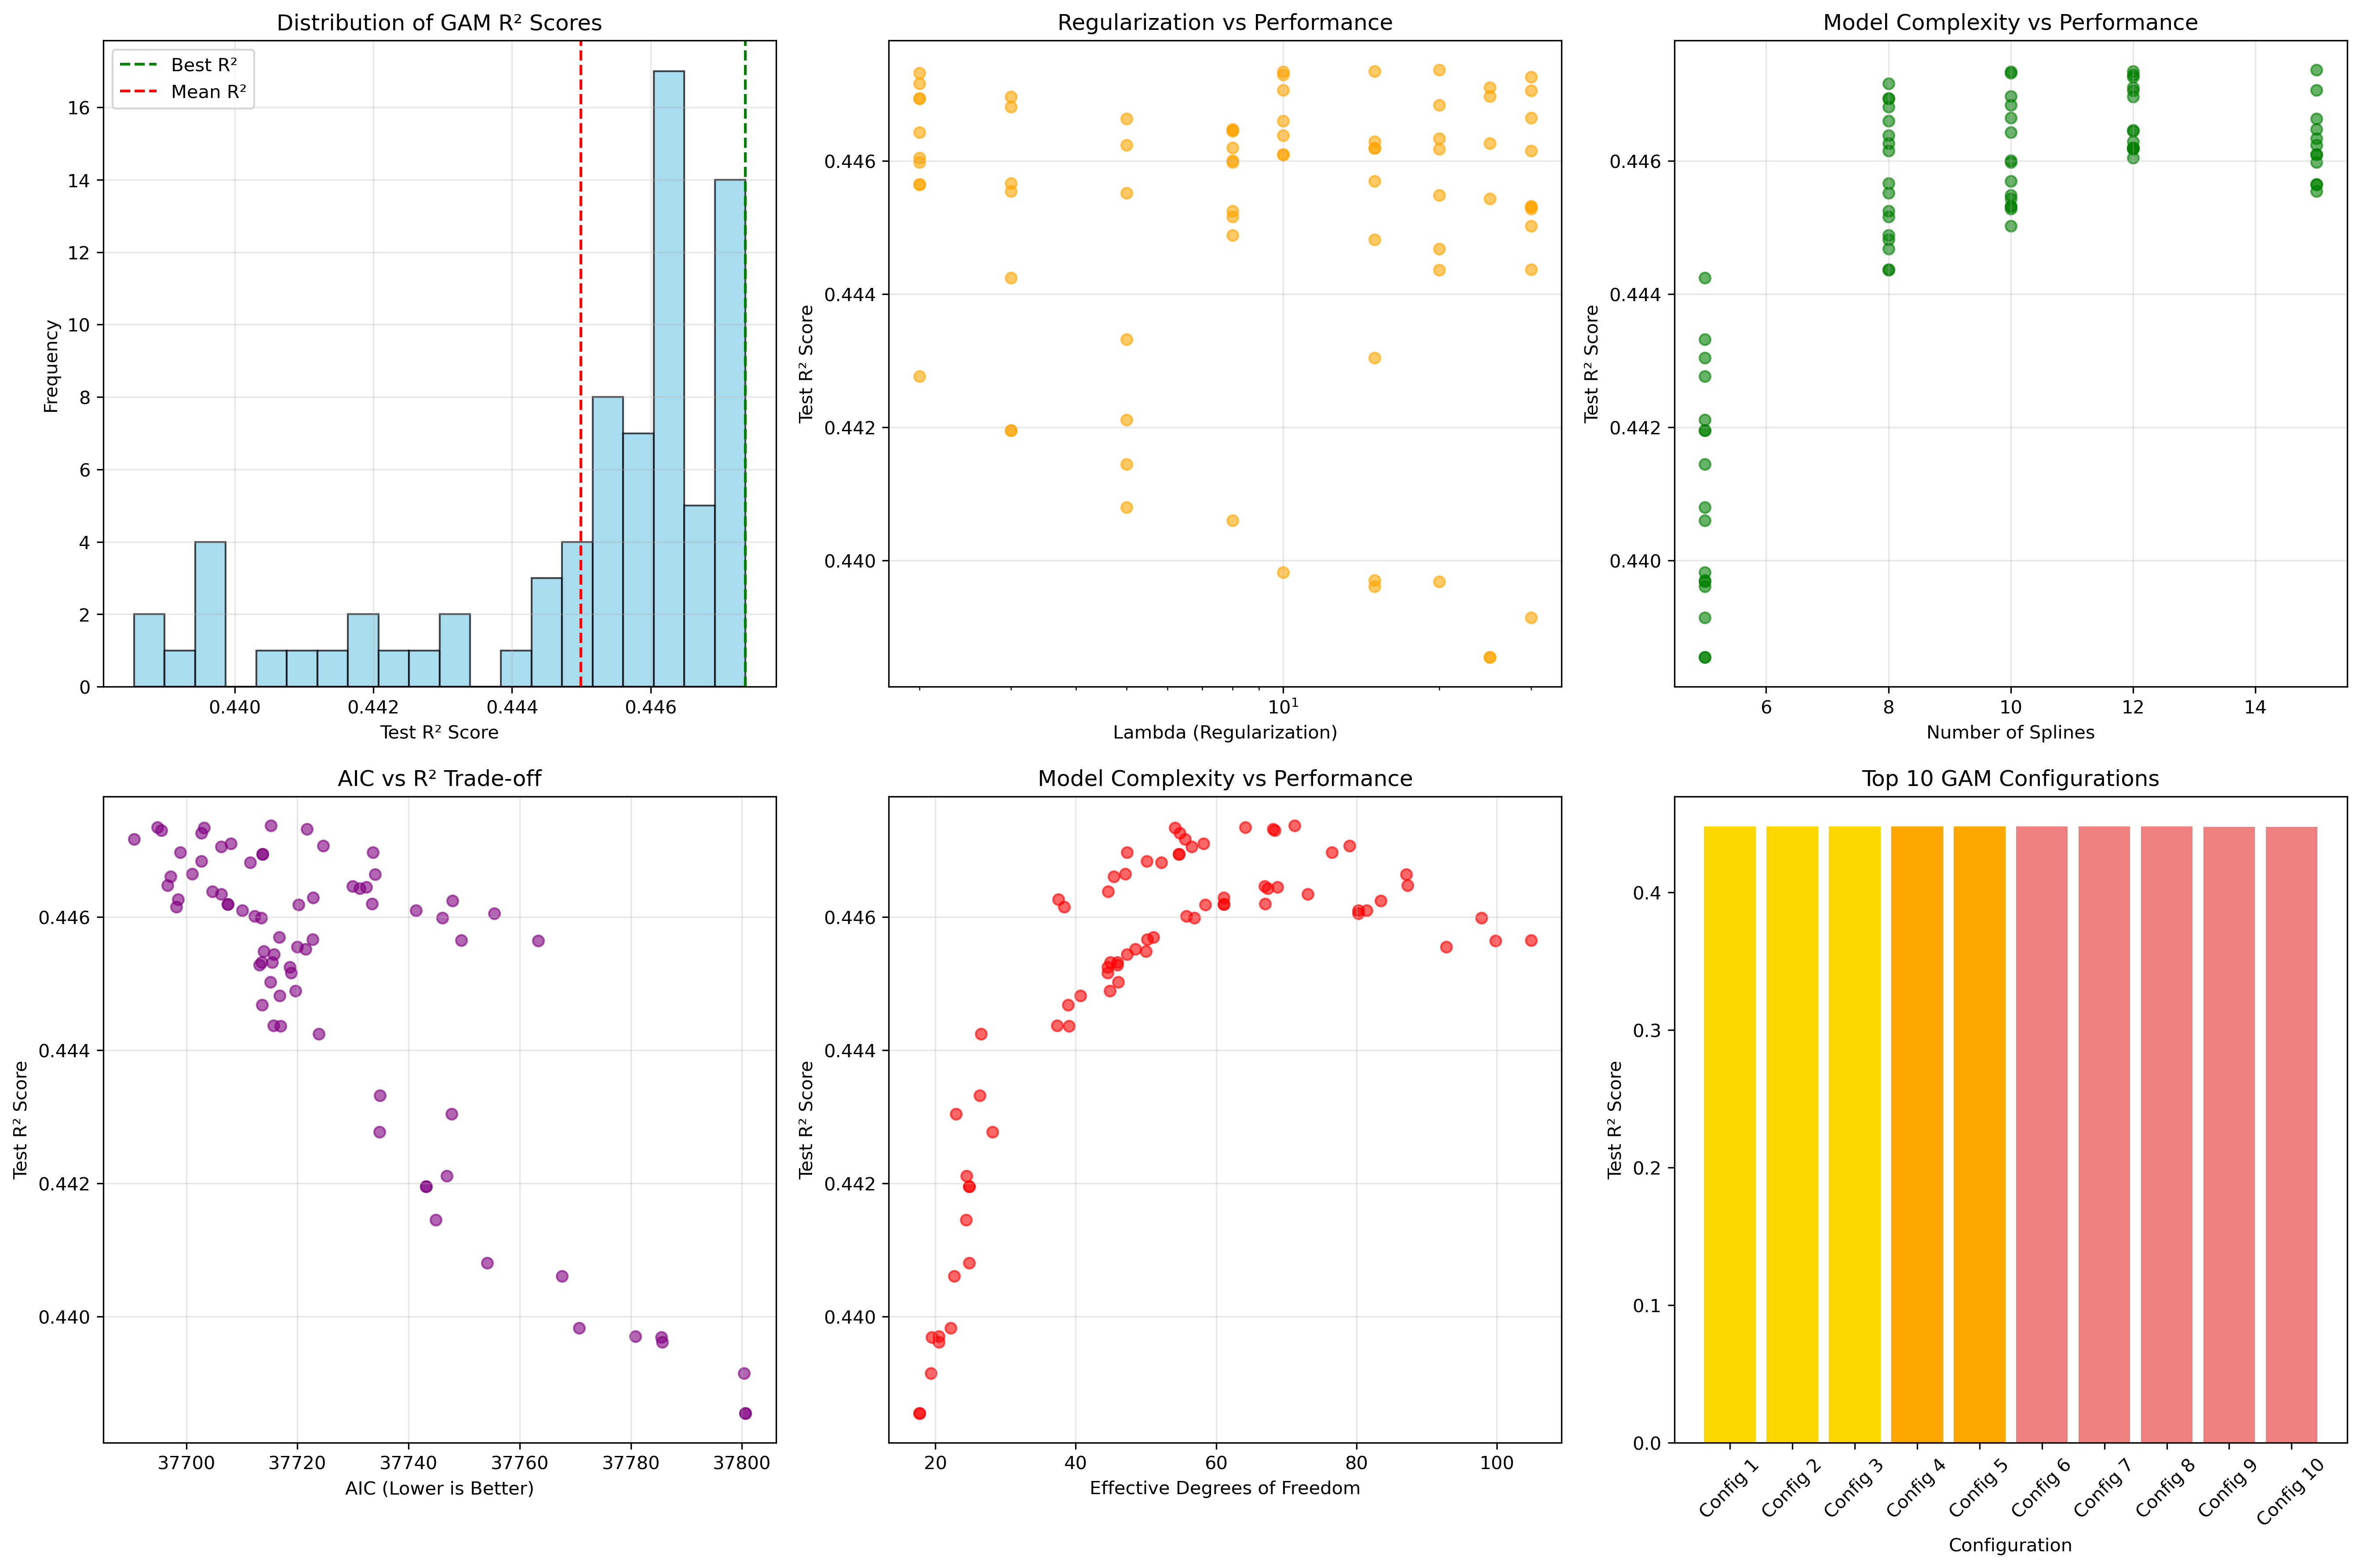 Distribution of GAM R² Scores
Best R²
Mean R²
16
14
12
10
8
6
4
2
0
Frequency
0.440 0.442 0.444 0.446
Test R² Score
Regularization vs Performance
0.446
0.444
0.442
0.440
Test R² Score
10¹
Lambda (Regularization)
Model Complexity vs Performance
0.446
0.444
0.442
0.440
Test R² Score
6 8 10 12 14
Number of Splines
AIC vs R² Trade-off
0.446
0.444
0.442
0.440
Test R² Score
37700 37720 37740 37760 37780 37800
AIC (Lower is Better)
Model Complexity vs Performance
0.446
0.444
0.442
0.440
Test R² Score
20 40 60 80 100
Effective Degrees of Freedom
Top 10 GAM Configurations
0.4
0.3
0.2
0.1
0.0
Test R² Score
Config 1
Config 2
Config 3
Config 4
Config 5
Config 6
Config 7
Config 8
Config 9
Config 10
Configuration